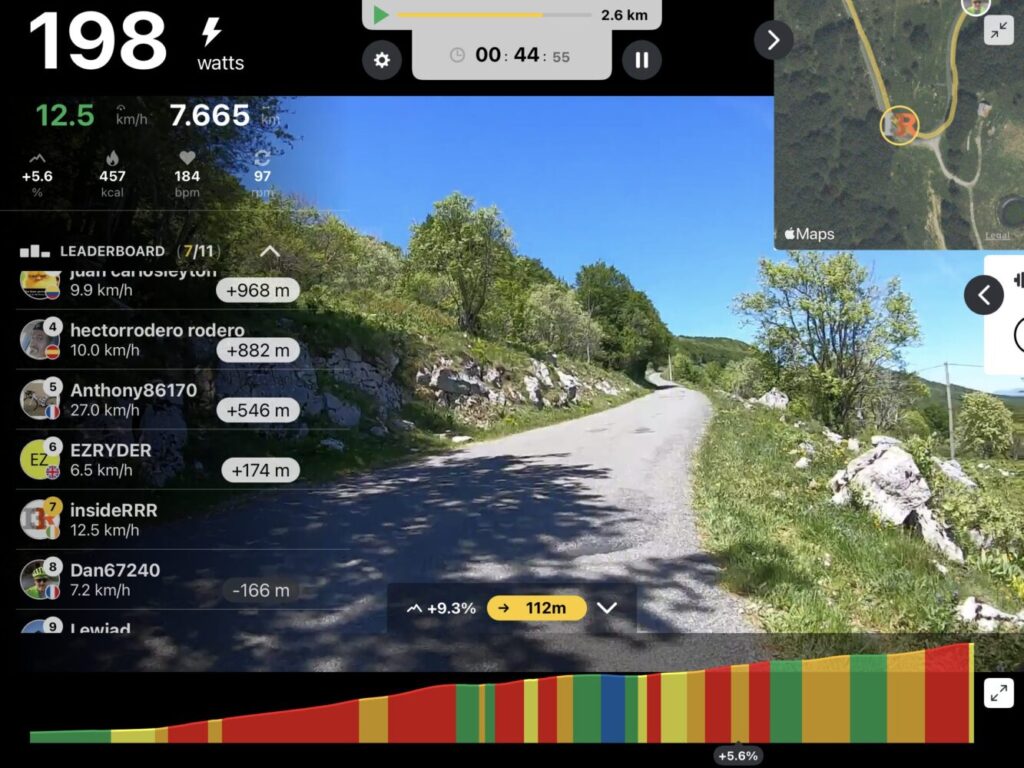 198
watts
2.6 km
00: 44: 55
12.5 km/h 7.665 km
+5.6 457 184 97
% kcal bpm rpm
LEADERBOARD (7/11)
juan carlosleyton
9.9 km/h +968 m
4 hectorrodero rodero
10.0 km/h +882 m
5 Anthony86170
27.0 km/h +546 m
EZ 6 EZRYDER
6.5 km/h +174 m
7 insideRRR
12.5 km/h
8 Dan67240
7.2 km/h -166 m
9 Lewiad
+9.3% → 112m
Maps
Legal
+5.6%